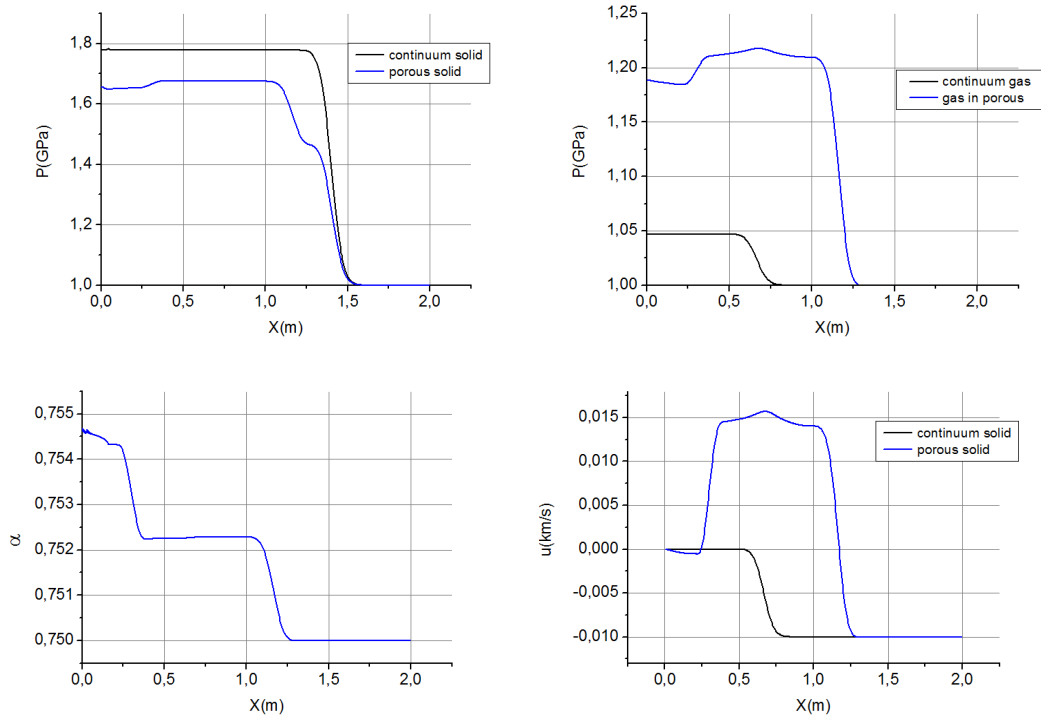 1,8
1,6
1,4
1,2
1,0
P(GPa)
0,0 0,5 1,0 1,5 2,0
X(m)
continuum solid
porous solid
1,25
1,20
1,15
1,10
1,05
1,00
P(GPa)
0,0 0,5 1,0 1,5 2,0
X(m)
continuum gas
gas in porous
0,755
0,754
0,753
0,752
0,751
0,750
α
0,0 0,5 1,0 1,5 2,0
X(m)
0,015
0,010
0,005
0,000
-0,005
-0,010
u(km/s)
0,0 0,5 1,0 1,5 2,0
X(m)
continuum solid
porous solid